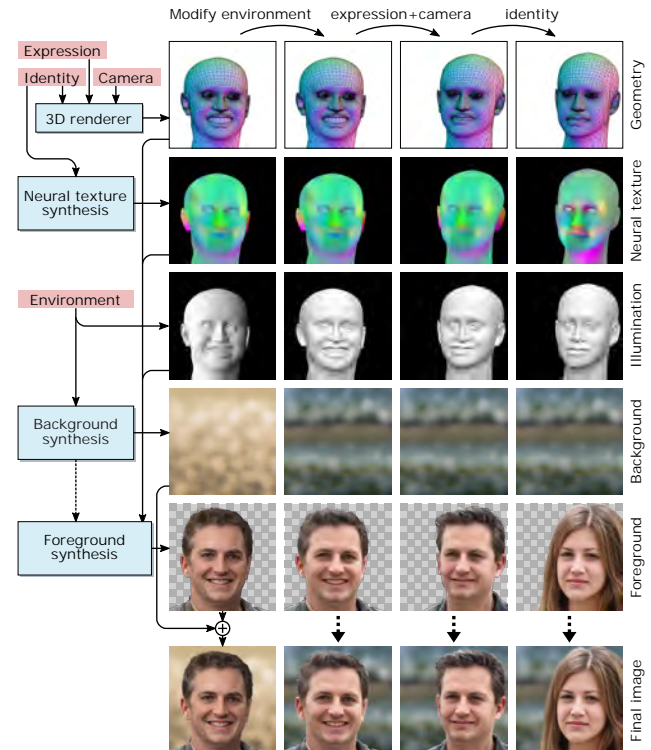 Modify environment
expression+camera
identity
Expression
Identity
Camera
3D renderer
Geometry
Neural texture
synthesis
Neural texture
Environment
Illumination
Background
synthesis
Background
Foreground
synthesis
Foreground
Final image